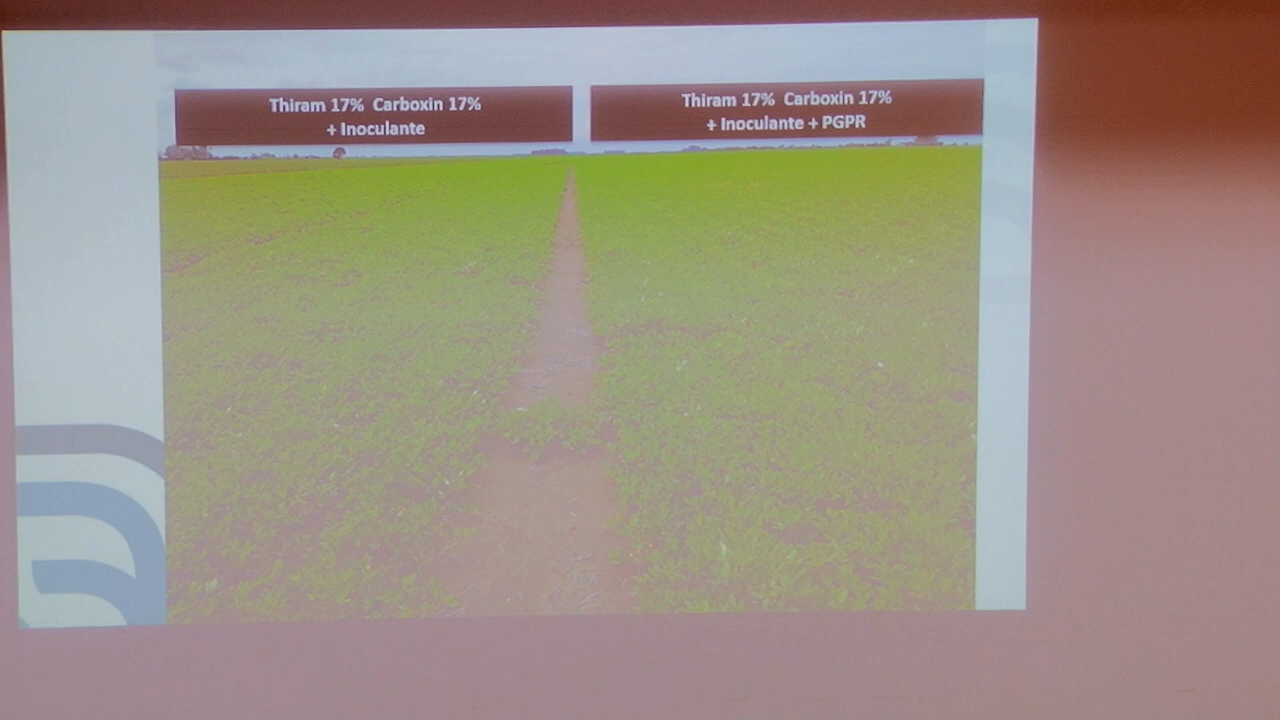 Thiram 17% Carboxin 17%
+ Inoculante
Thiram 17% Carboxin 17%
+ Inoculante + PGPR